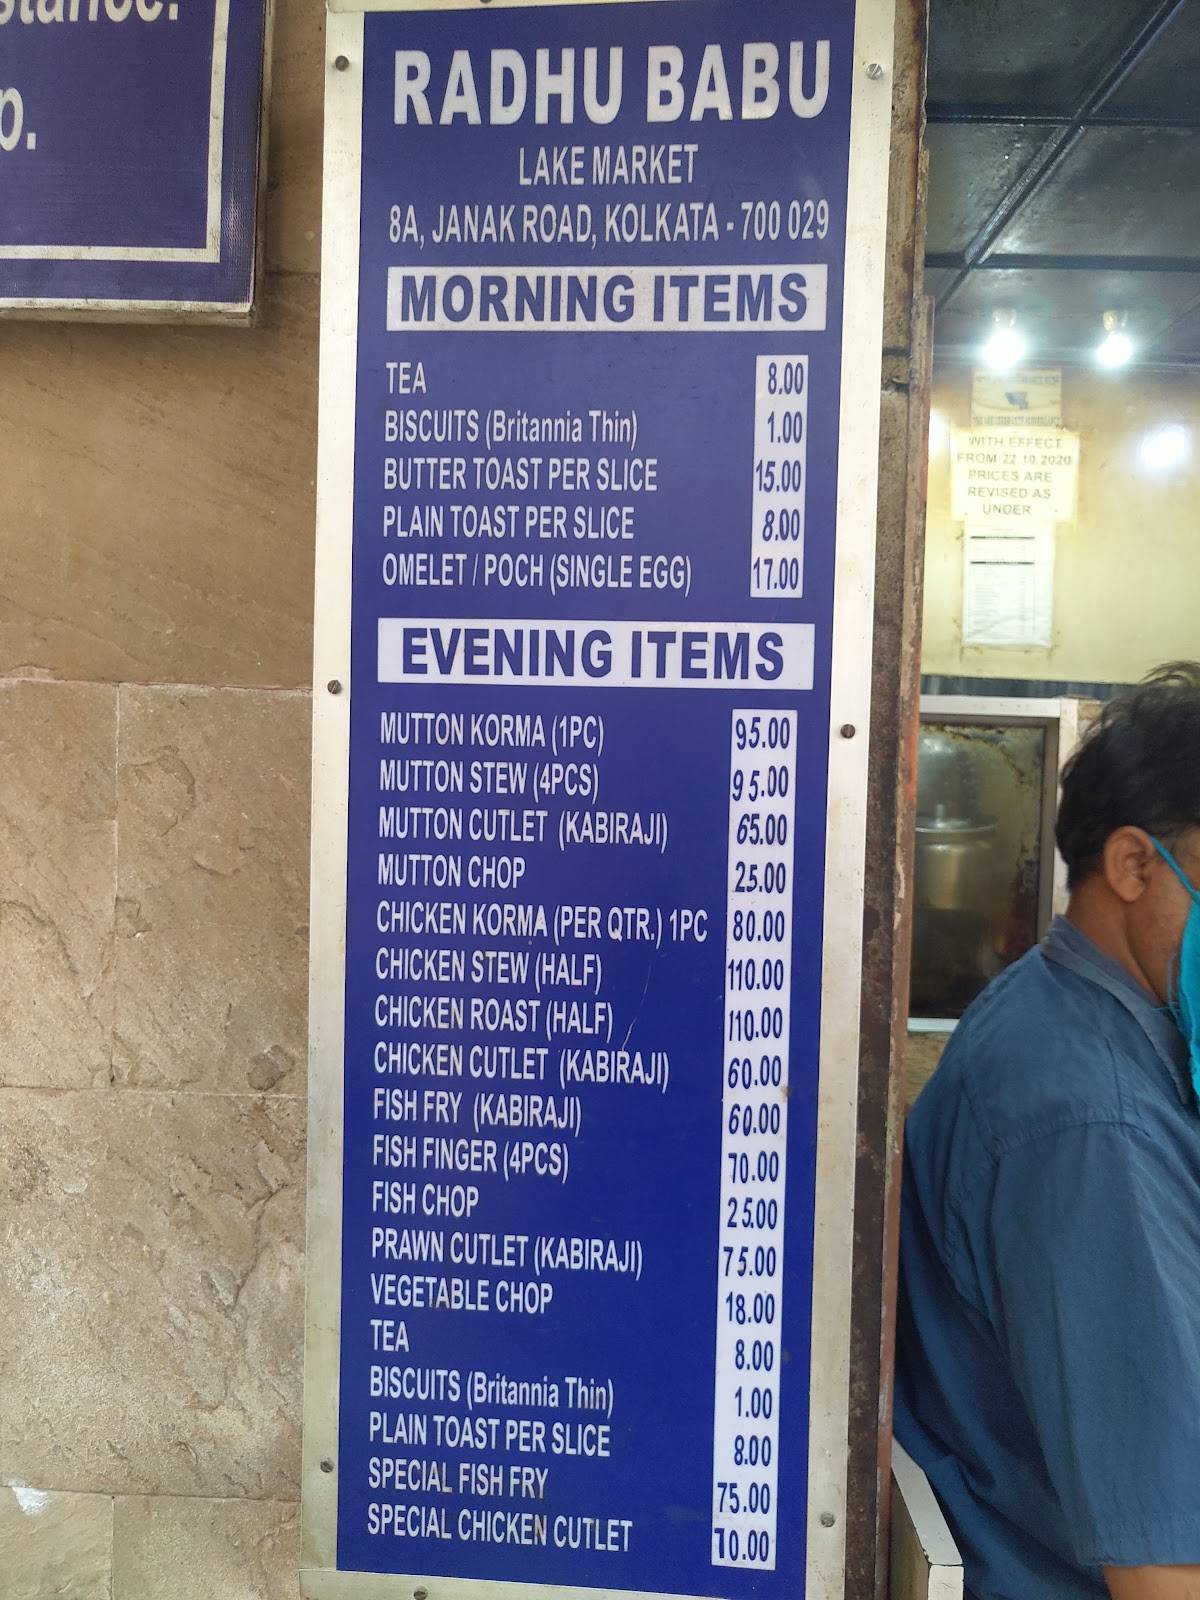 stance.
p.
RADHU BABU
LAKE MARKET
8A, JANAK ROAD, KOLKATA - 700 029
MORNING ITEMS
TEA 8.00
BISCUITS (Britannia Thin) 1.00
BUTTER TOAST PER SLICE 15.00
PLAIN TOAST PER SLICE 8.00
OMELET / POCH (SINGLE EGG) 17.00
EVENING ITEMS
MUTTON KORMA (1PC) 95.00
MUTTON STEW (4PCS) 95.00
MUTTON CUTLET (KABIRAJI) 65.00
MUTTON CHOP 25.00
CHICKEN KORMA (PER QTR.) 1PC 80.00
CHICKEN STEW (HALF) 110.00
CHICKEN ROAST (HALF) 110.00
CHICKEN CUTLET (KABIRAJI) 60.00
FISH FRY (KABIRAJI) 60.00
FISH FINGER (4PCS) 70.00
FISH CHOP 25.00
PRAWN CUTLET (KABIRAJI) 75.00
VEGETABLE CHOP 18.00
TEA 8.00
BISCUITS (Britannia Thin) 1.00
PLAIN TOAST PER SLICE 8.00
SPECIAL FISH FRY 75.00
SPECIAL CHICKEN CUTLET 70.00
WITH EFFECT
FROM 22.10.2020
PRICES ARE
REVISED AS
UNDER